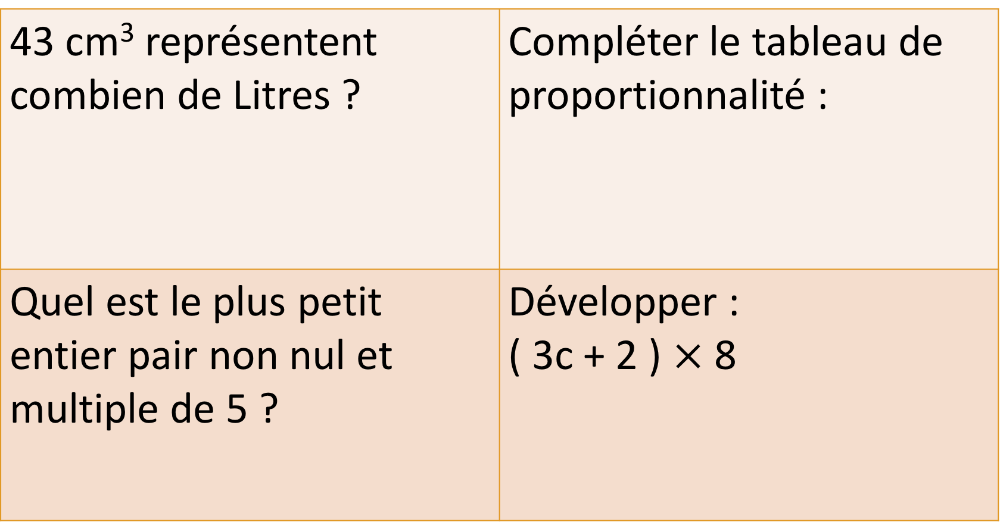 43 cm³ représentent
combien de Litres ?
Compléter le tableau de
proportionnalité :
Quel est le plus petit
entier pair non nul et
multiple de 5 ?
Développer :
( 3c + 2 ) × 8